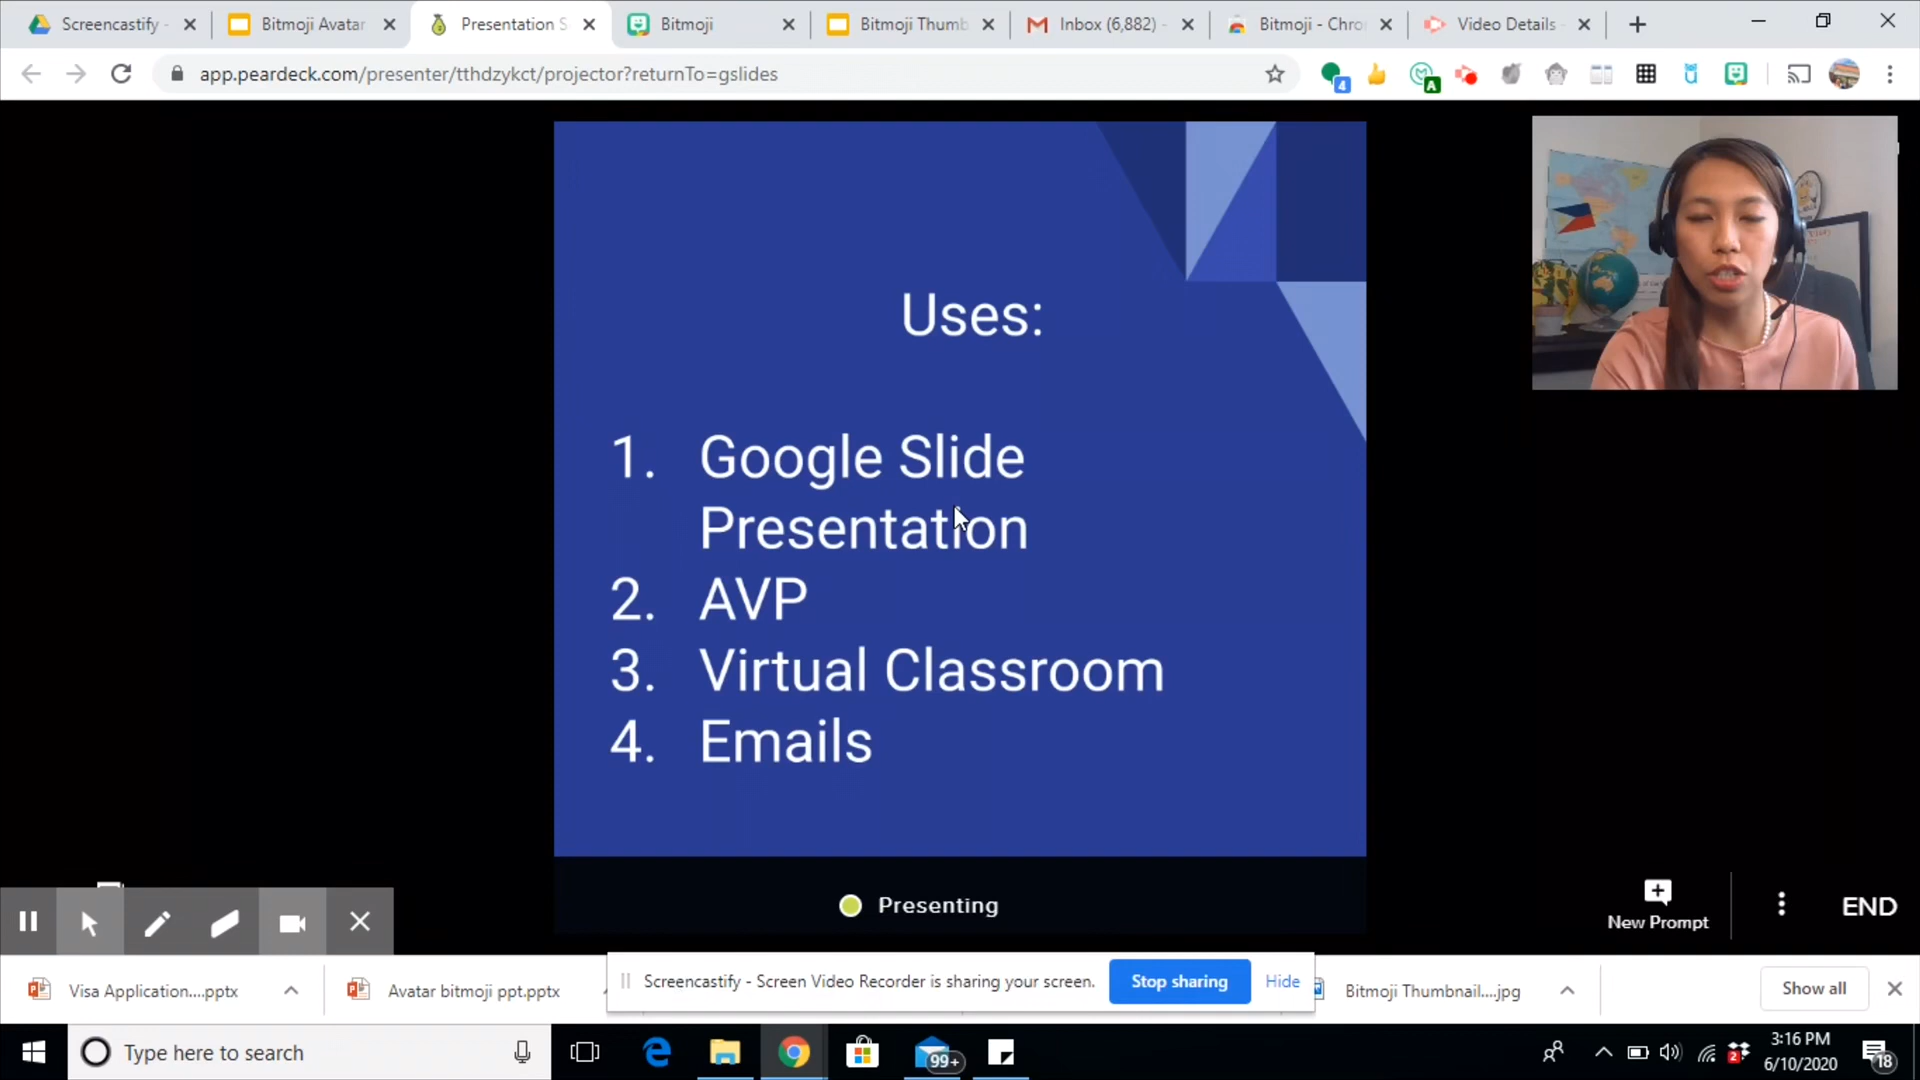 Screencastify -
Bitmoji Avatar
Presentation S
Bitmoji
Bitmoji Thumb
Inbox (6,882) -
Bitmoji - Chro
Video Details -
app.peardeck.com/presenter/tthdzykct/projector?returnTo=gslides
4
A
Uses:
1. Google Slide
Presentation
2. AVP
3. Virtual Classroom
4. Emails
Presenting
New Prompt
END
Visa Application....pptx
Avatar bitmoji ppt.pptx
Screencastify - Screen Video Recorder is sharing your screen.
Stop sharing
Hide
Bitmoji Thumbnail....jpg
Show all
Type here to search
99+
2
3:16 PM
6/10/2020
18